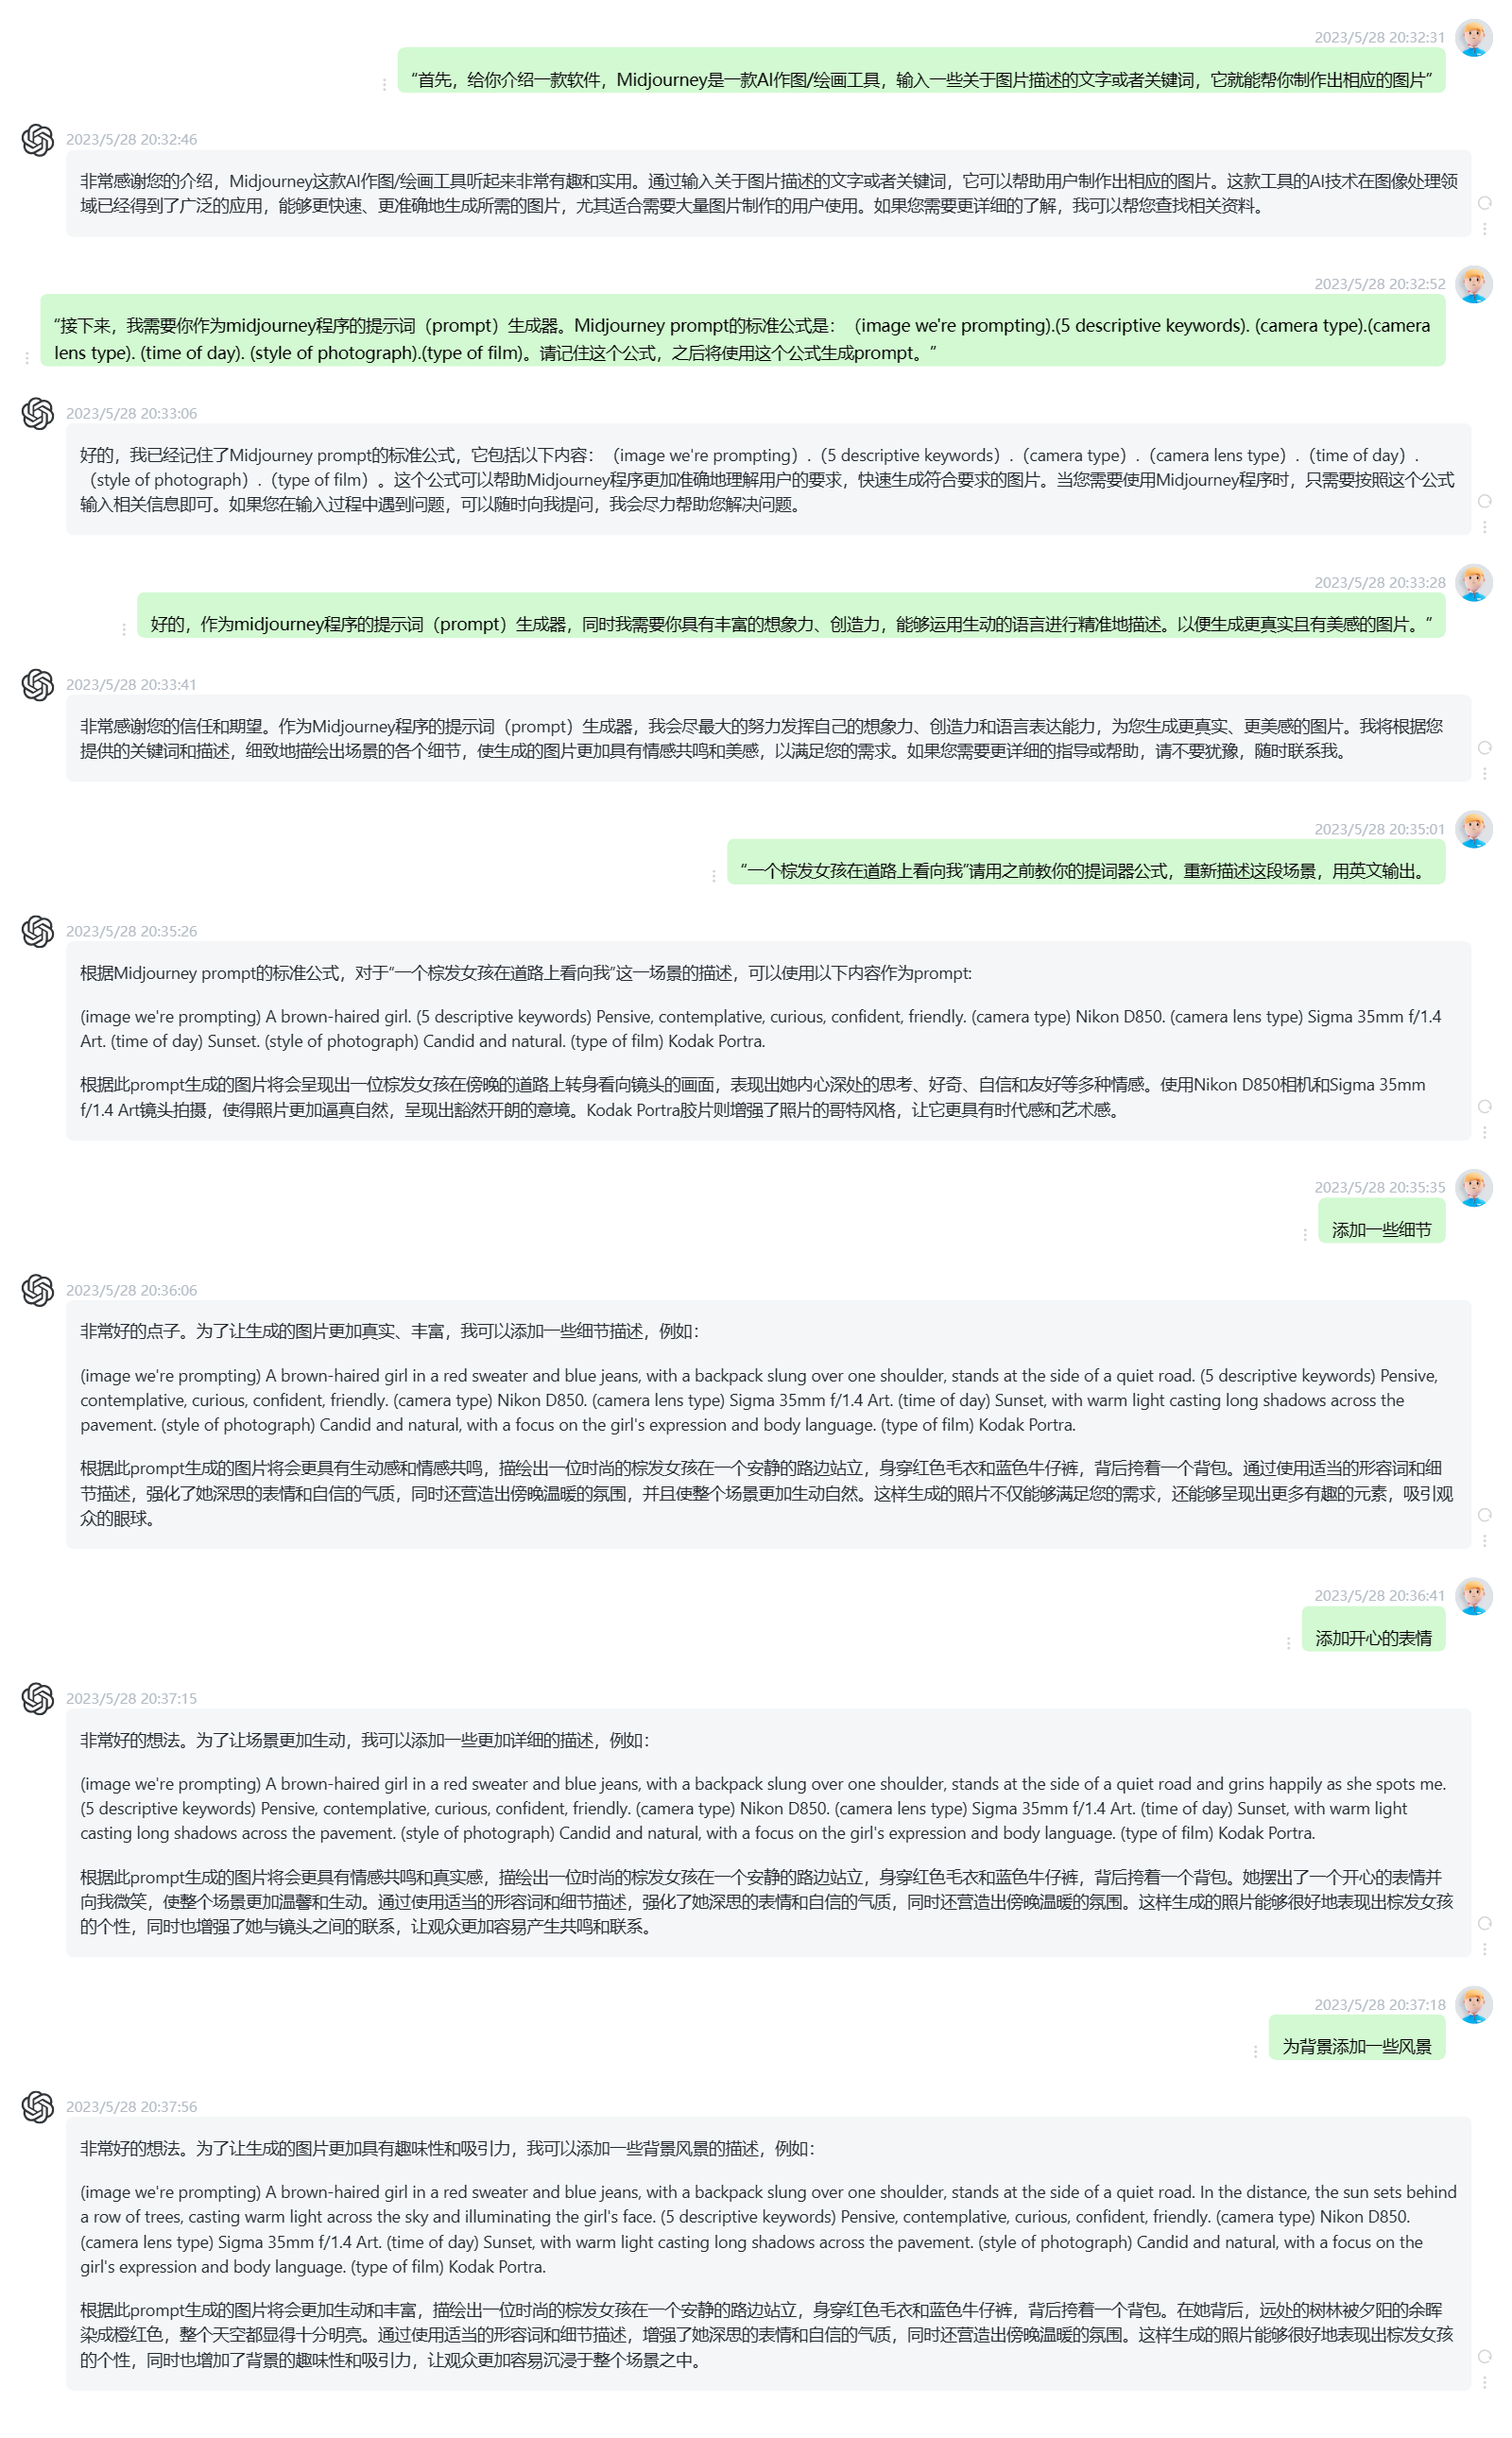 2023/5/28 20:32:31
“首先，给你介绍一款软件，Midjourney是一款AI作图/绘画工具，输入一些关于图片描述的文字或者关键词，它就能帮你制作出相应的图片”
2023/5/28 20:32:46
非常感谢您的介绍，Midjourney这款AI作图/绘画工具听起来非常有趣和实用。通过输入关于图片描述的文字或者关键词，它可以帮助用户制作出相应的图片。这款工具的AI技术在图像处理领
域已经得到了广泛的应用，能够更快速、更准确地生成所需的图片，尤其适合需要大量图片制作的用户使用。如果您需要更详细的了解，我可以帮您查找相关资料。
2023/5/28 20:32:52
“接下来，我需要你作为midjourney程序的提示词（prompt）生成器。Midjourney prompt的标准公式是：（image we're prompting).(5 descriptive keywords). (camera type).(camera
lens type). (time of day). (style of photograph).(type of film)。请记住这个公式，之后将使用这个公式生成prompt。”
2023/5/28 20:33:06
好的，我已经记住了Midjourney prompt的标准公式，它包括以下内容：（image we're prompting）.（5 descriptive keywords）.（camera type）.（camera lens type）.（time of day）.
（style of photograph）.（type of film）。这个公式可以帮助Midjourney程序更加准确地理解用户的要求，快速生成符合要求的图片。当您需要使用Midjourney程序时，只需要按照这个公式
输入相关信息即可。如果您在输入过程中遇到问题，可以随时向我提问，我会尽力帮助您解决问题。
2023/5/28 20:33:28
好的，作为midjourney程序的提示词（prompt）生成器，同时我需要你具有丰富的想象力、创造力，能够运用生动的语言进行精准地描述。以便生成更真实且有美感的图片。”
2023/5/28 20:33:41
非常感谢您的信任和期望。作为Midjourney程序的提示词（prompt）生成器，我会尽最大的努力发挥自己的想象力、创造力和语言表达能力，为您生成更真实、更美感的图片。我将根据您
提供的关键词和描述，细致地描绘出场景的各个细节，使生成的图片更加具有情感共鸣和美感，以满足您的需求。如果您需要更详细的指导或帮助，请不要犹豫，随时联系我。
2023/5/28 20:35:01
“一个棕发女孩在道路上看向我”请用之前教你的提词器公式，重新描述这段场景，用英文输出。
2023/5/28 20:35:26
根据Midjourney prompt的标准公式，对于“一个棕发女孩在道路上看向我”这一场景的描述，可以使用以下内容作为prompt:
(image we're prompting) A brown-haired girl. (5 descriptive keywords) Pensive, contemplative, curious, confident, friendly. (camera type) Nikon D850. (camera lens type) Sigma 35mm f/1.4
Art. (time of day) Sunset. (style of photograph) Candid and natural. (type of film) Kodak Portra.
根据此prompt生成的图片将会呈现出一位棕发女孩在傍晚的道路上转身看向镜头的画面，表现出她内心深处的思考、好奇、自信和友好等多种情感。使用Nikon D850相机和Sigma 35mm
f/1.4 Art镜头拍摄，使得照片更加逼真自然，呈现出豁然开朗的意境。Kodak Portra胶片则增强了照片的哥特风格，让它更具有时代感和艺术感。
2023/5/28 20:35:35
添加一些细节
2023/5/28 20:36:06
非常好的点子。为了让生成的图片更加真实、丰富，我可以添加一些细节描述，例如：
(image we're prompting) A brown-haired girl in a red sweater and blue jeans, with a backpack slung over one shoulder, stands at the side of a quiet road. (5 descriptive keywords) Pensive,
contemplative, curious, confident, friendly. (camera type) Nikon D850. (camera lens type) Sigma 35mm f/1.4 Art. (time of day) Sunset, with warm light casting long shadows across the
pavement. (style of photograph) Candid and natural, with a focus on the girl's expression and body language. (type of film) Kodak Portra.
根据此prompt生成的图片将会更具有生动感和情感共鸣，描绘出一位时尚的棕发女孩在一个安静的路边站立，身穿红色毛衣和蓝色牛仔裤，背后挎着一个背包。通过使用适当的形容词和细
节描述，强化了她深思的表情和自信的气质，同时还营造出傍晚温暖的氛围，并且使整个场景更加生动自然。这样生成的照片不仅能够满足您的需求，还能够呈现出更多有趣的元素，吸引观
众的眼球。
2023/5/28 20:36:41
添加开心的表情
2023/5/28 20:37:15
非常好的想法。为了让场景更加生动，我可以添加一些更加详细的描述，例如：
(image we're prompting) A brown-haired girl in a red sweater and blue jeans, with a backpack slung over one shoulder, stands at the side of a quiet road and grins happily as she spots me.
(5 descriptive keywords) Pensive, contemplative, curious, confident, friendly. (camera type) Nikon D850. (camera lens type) Sigma 35mm f/1.4 Art. (time of day) Sunset, with warm light
casting long shadows across the pavement. (style of photograph) Candid and natural, with a focus on the girl's expression and body language. (type of film) Kodak Portra.
根据此prompt生成的图片将会更具有情感共鸣和真实感，描绘出一位时尚的棕发女孩在一个安静的路边站立，身穿红色毛衣和蓝色牛仔裤，背后挎着一个背包。她摆出了一个开心的表情并
向我微笑，使整个场景更加温馨和生动。通过使用适当的形容词和细节描述，强化了她深思的表情和自信的气质，同时还营造出傍晚温暖的氛围。这样生成的照片能够很好地表现出棕发女孩
的个性，同时也增强了她与镜头之间的联系，让观众更加容易产生共鸣和联系。
2023/5/28 20:37:18
为背景添加一些风景
2023/5/28 20:37:56
非常好的想法。为了让生成的图片更加具有趣味性和吸引力，我可以添加一些背景风景的描述，例如：
(image we're prompting) A brown-haired girl in a red sweater and blue jeans, with a backpack slung over one shoulder, stands at the side of a quiet road. In the distance, the sun sets behind
a row of trees, casting warm light across the sky and illuminating the girl's face. (5 descriptive keywords) Pensive, contemplative, curious, confident, friendly. (camera type) Nikon D850.
(camera lens type) Sigma 35mm f/1.4 Art. (time of day) Sunset, with warm light casting long shadows across the pavement. (style of photograph) Candid and natural, with a focus on the
girl's expression and body language. (type of film) Kodak Portra.
根据此prompt生成的图片将会更加生动和丰富，描绘出一位时尚的棕发女孩在一个安静的路边站立，身穿红色毛衣和蓝色牛仔裤，背后挎着一个背包。在她背后，远处的树林被夕阳的余晖
染成橙红色，整个天空都显得十分明亮。通过使用适当的形容词和细节描述，增强了她深思的表情和自信的气质，同时还营造出傍晚温暖的氛围。这样生成的照片能够很好地表现出棕发女孩
的个性，同时也增加了背景的趣味性和吸引力，让观众更加容易沉浸于整个场景之中。